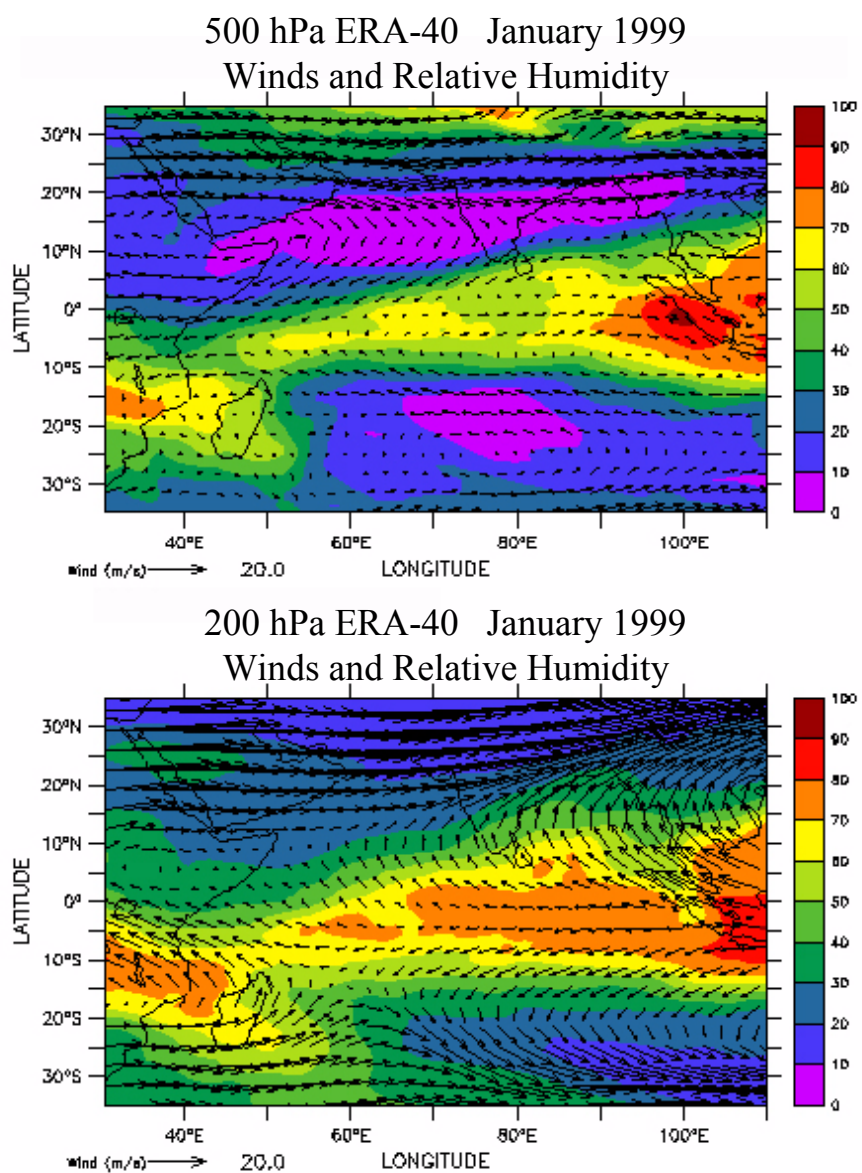 500 hPa ERA-40 January 1999
Winds and Relative Humidity
100
30°N
90
20°N
80
70
10°N
60
LATITUDE
0°
50
40
10°S
30
20°S
20
10
30°S
0
40°E 60°E 80°E 100°E
wind (m/s) 20.0 LONGITUDE
200 hPa ERA-40 January 1999
Winds and Relative Humidity
100
30°N
90
20°N
80
70
10°N
60
LATITUDE
0°
50
40
10°S
30
20°S
20
10
30°S
0
40°E 60°E 80°E 100°E
wind (m/s) 20.0 LONGITUDE